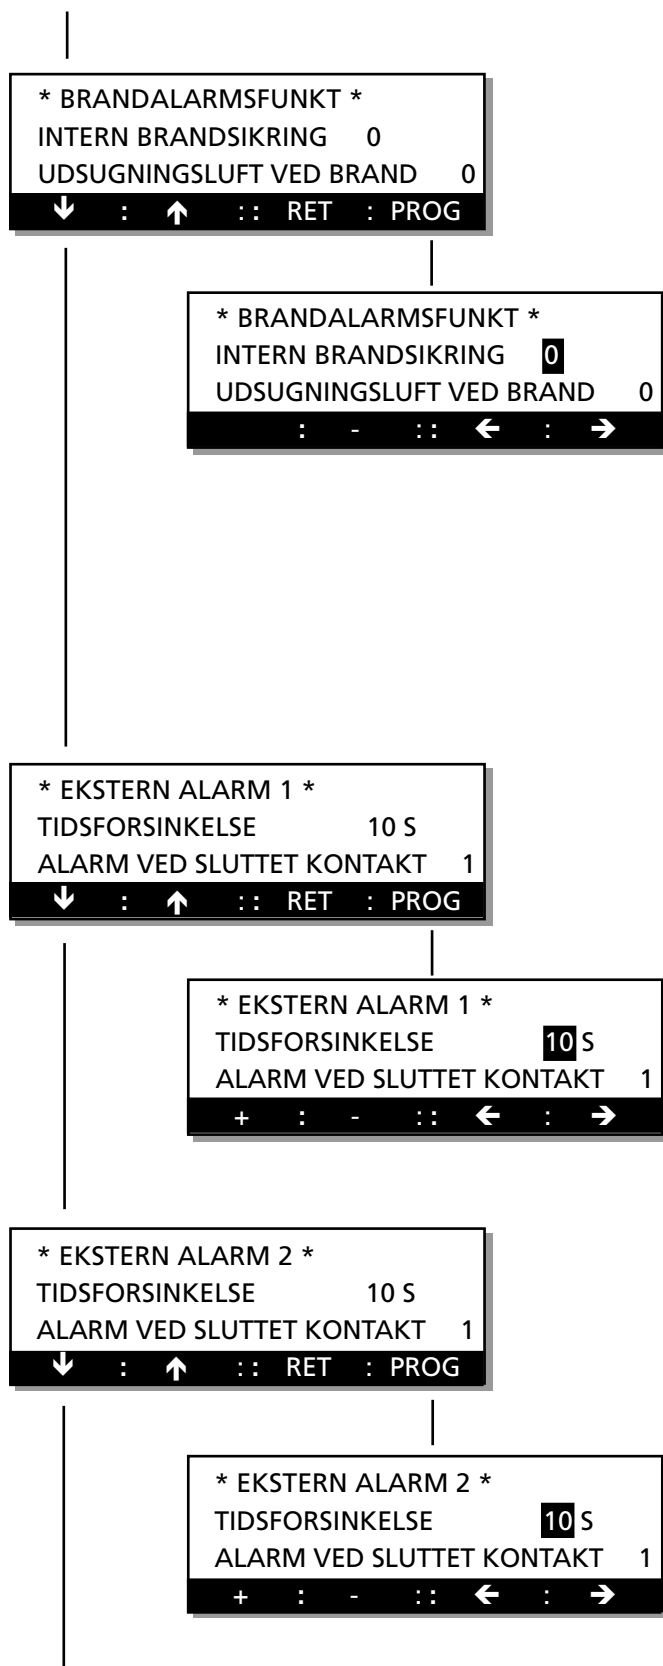 * BRANDALARMSFUNKT *
INTERN BRANDSIKRING 0
UDSUGNINGSLUFT VED BRAND 0
↓ : ↑ :: RET : PROG
* BRANDALARMSFUNKT *
INTERN BRANDSIKRING 0
UDSUGNINGSLUFT VED BRAND 0
: - :: ← : →
* EKSTERN ALARM 1 *
TIDSFORSINKELSE 10 S
ALARM VED SLUTTET KONTAKT 1
↓ : ↑ :: RET : PROG
* EKSTERN ALARM 1 *
TIDSFORSINKELSE 10 S
ALARM VED SLUTTET KONTAKT 1
+ : - :: ← : →
* EKSTERN ALARM 2 *
TIDSFORSINKELSE 10 S
ALARM VED SLUTTET KONTAKT 1
↓ : ↑ :: RET : PROG
* EKSTERN ALARM 2 *
TIDSFORSINKELSE 10 S
ALARM VED SLUTTET KONTAKT 1
+ : - :: ← : →